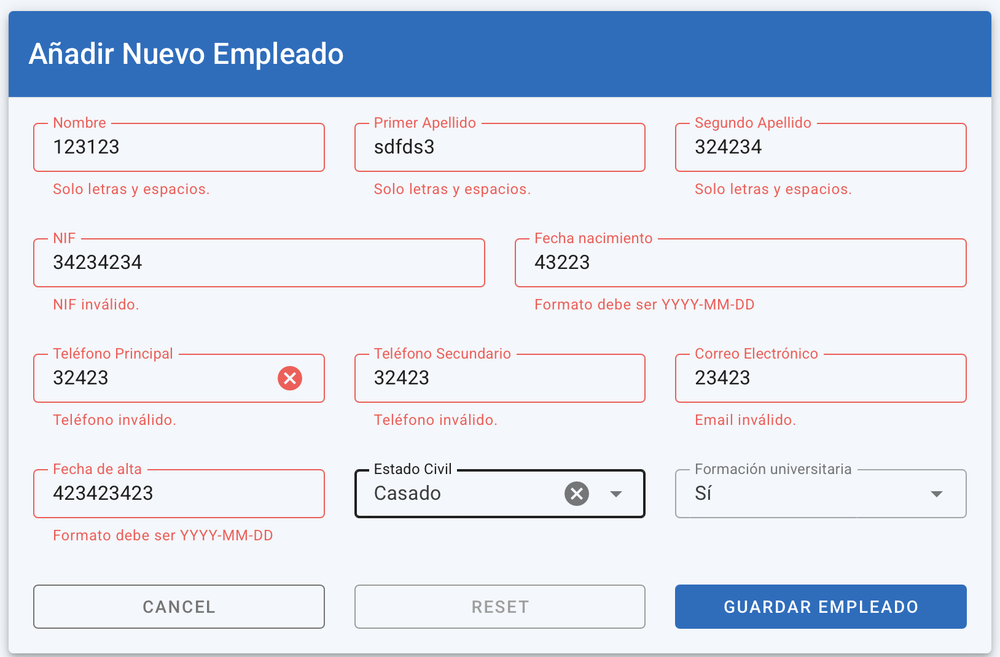 Añadir Nuevo Empleado
Nombre
123123
Solo letras y espacios.
Primer Apellido
sdfds3
Solo letras y espacios.
Segundo Apellido
324234
Solo letras y espacios.
NIF
34234234
NIF inválido.
Fecha nacimiento
43223
Formato debe ser YYYY-MM-DD
Teléfono Principal
32423
Teléfono inválido.
Teléfono Secundario
32423
Teléfono inválido.
Correo Electrónico
23423
Email inválido.
Fecha de alta
423423423
Formato debe ser YYYY-MM-DD
Estado Civil
Casado
Formación universitaria
Sí
CANCEL
RESET
GUARDAR EMPLEADO